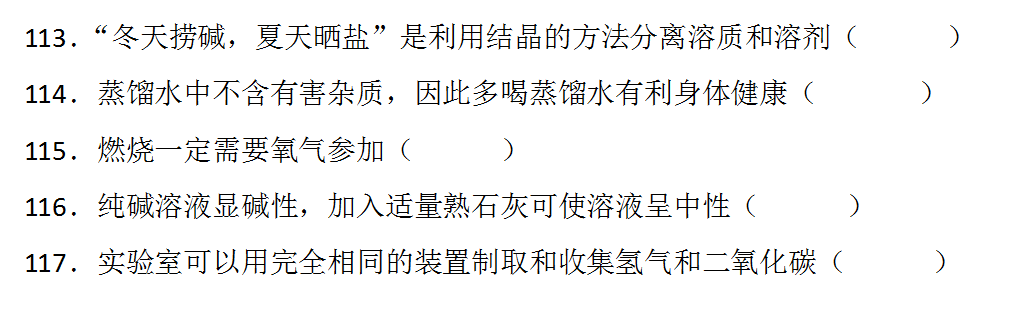 113．“冬天捞碱，夏天晒盐”是利用结晶的方法分离溶质和溶剂（　　　）
114．蒸馏水中不含有害杂质，因此多喝蒸馏水有利身体健康（　　　）
115．燃烧一定需要氧气参加（　　　）
116．纯碱溶液显碱性，加入适量熟石灰可使溶液呈中性（　　　）
117．实验室可以用完全相同的装置制取和收集氢气和二氧化碳（　　　）